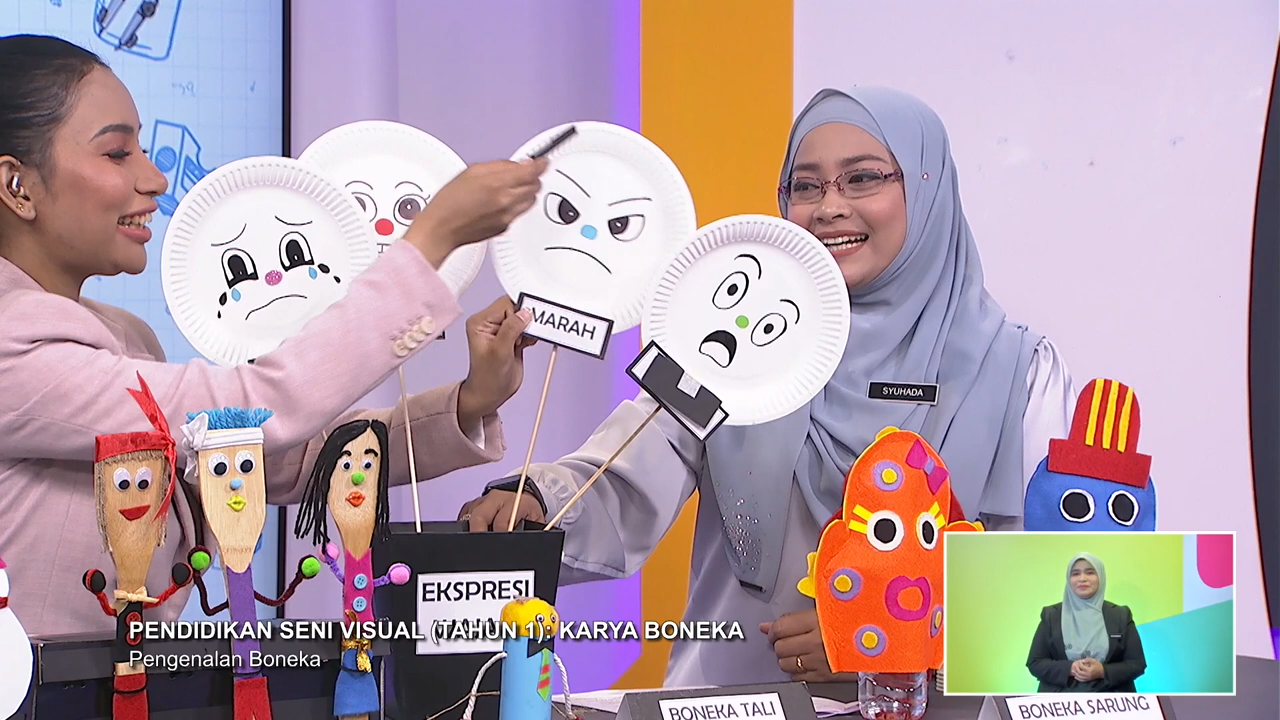 MARAH
SYUHADA
EKSPRESI
PENDIDIKAN SENI VISUAL (TAHUN 1): KARYA BONEKA
Pengenalan Boneka
BONEKA TALI
BONEKA SARUNG